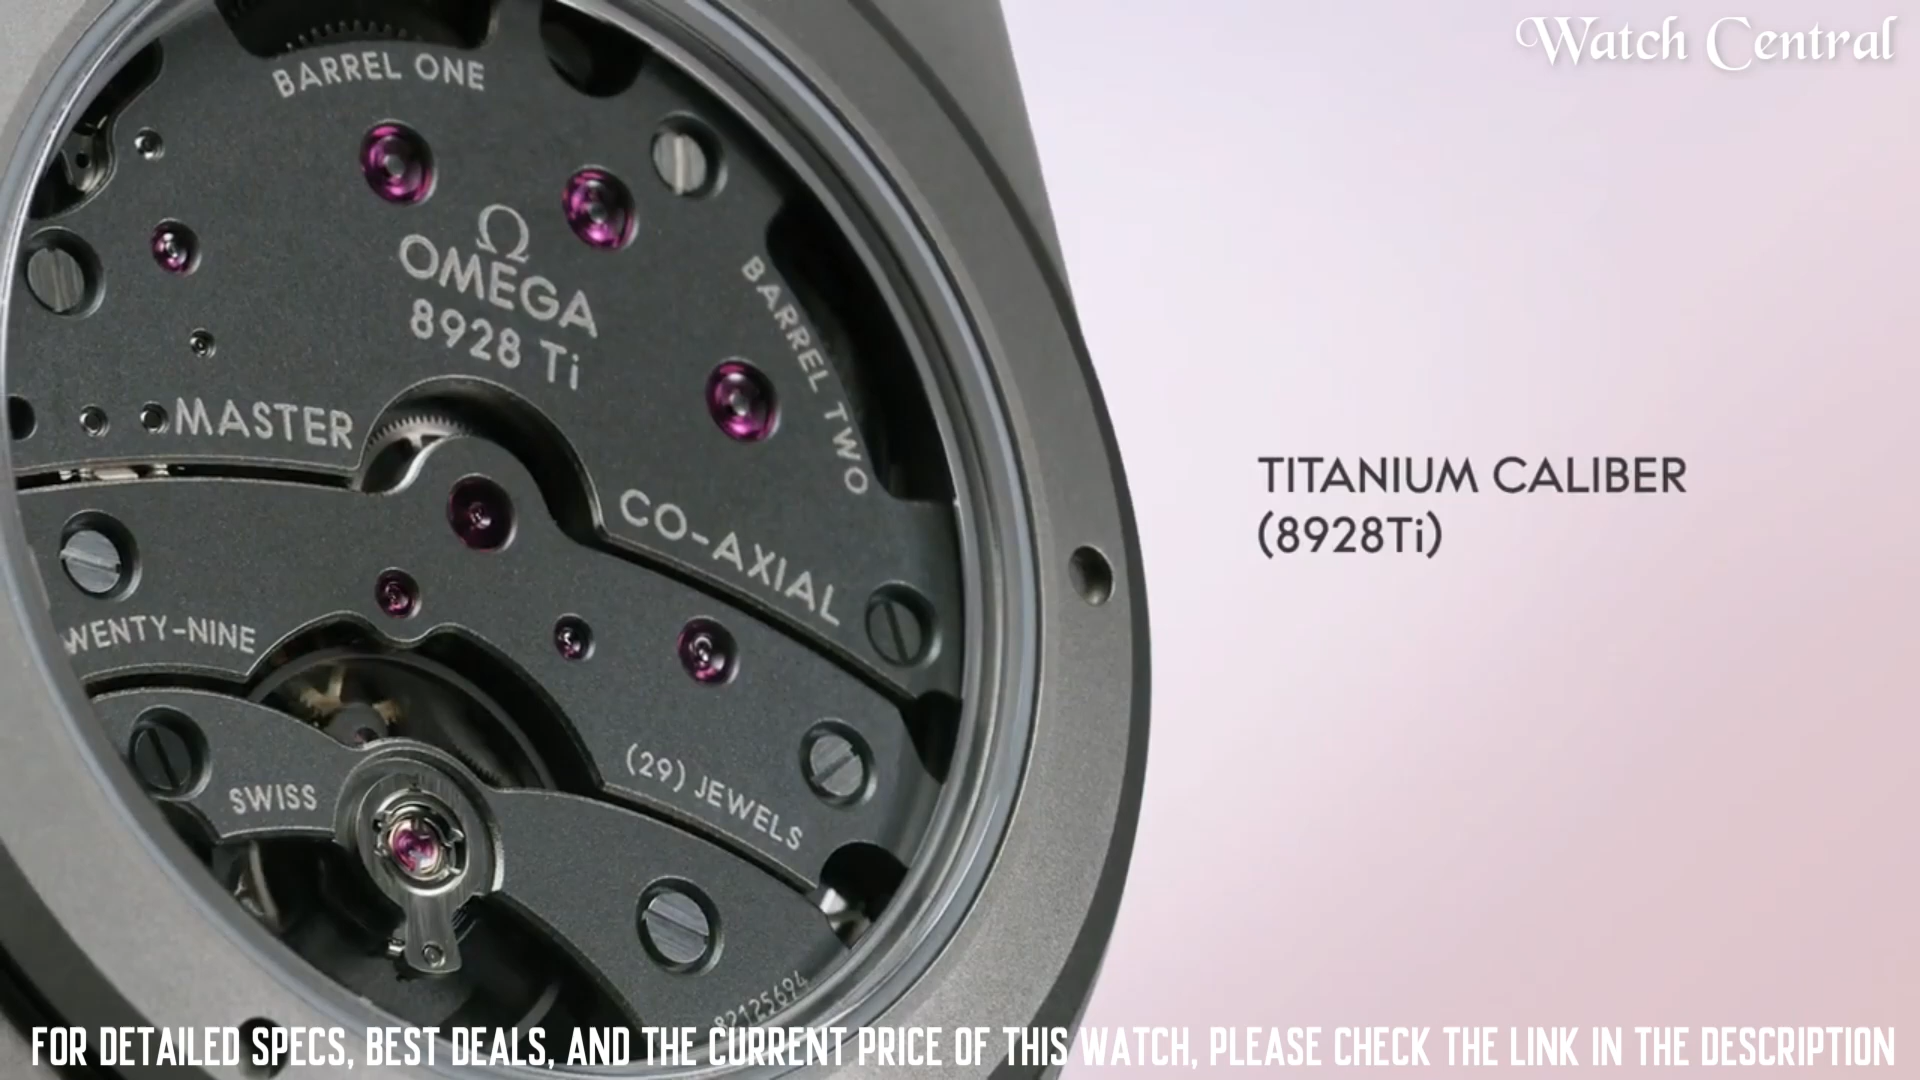 Watch Central
BARREL ONE
Ω
OMEGA
8928 Ti
BARREL TWO
MASTER
CO-AXIAL
WENTY-NINE
(29) JEWELS
SWISS
82125694
TITANIUM CALIBER
(8928Ti)
FOR DETAILED SPECS, BEST DEALS, AND THE CURRENT PRICE OF THIS WATCH, PLEASE CHECK THE LINK IN THE DESCRIPTION